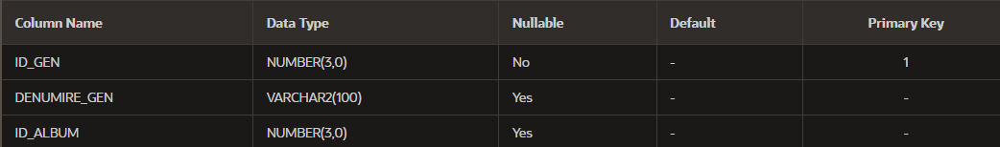 Column Name Data Type Nullable Default Primary Key
ID_GEN NUMBER(3,0) No - 1
DENUMIRE_GEN VARCHAR2(100) Yes - -
ID_ALBUM NUMBER(3,0) Yes - -